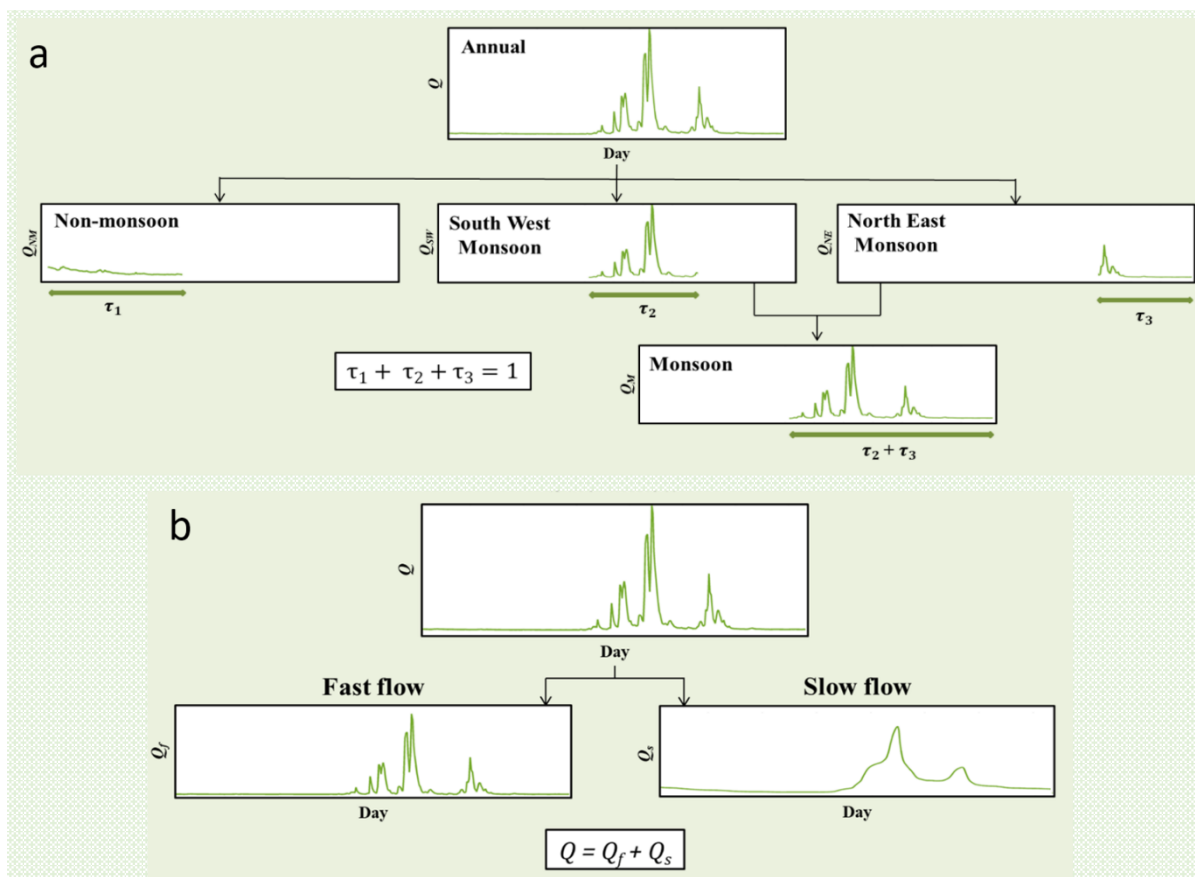 a
Annual
Q
Day
Non-monsoon
Q_NM
τ₁
South West
Monsoon
Q_SW
τ₂
North East
Monsoon
Q_NE
τ₃
τ₁ + τ₂ + τ₃ = 1
Monsoon
Q_M
τ₂ + τ₃
b
Q
Day
Fast flow
Q_f
Day
Slow flow
Q_s
Day
Q = Q_f + Q_s